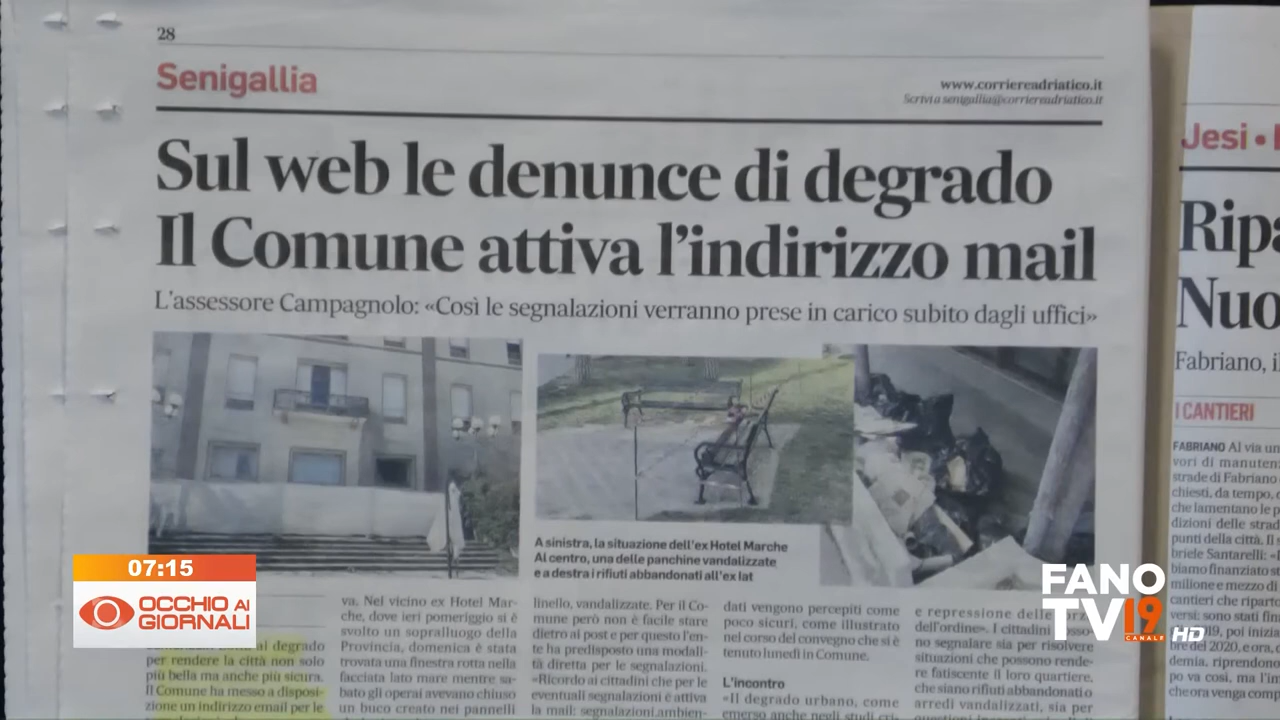 28
Senigallia
www.corriereadriatico.it
Scrivi a senigallia@corriereadriatico.it
Sul web le denunce di degrado
Il Comune attiva l'indirizzo mail
L'assessore Campagnolo: «Così le segnalazioni verranno prese in carico subito dagli uffici»
A sinistra, la situazione dell'ex Hotel Marche
Al centro, una delle panchine vandalizzate
e a destra i rifiuti abbandonati all'ex Iat
al degrado
per rendere la città non solo
più bella ma anche più sicura.
Il Comune ha messo a disposi-
zione un indirizzo email per le
va. Nel vicino ex Hotel Mar-
che, dove ieri pomeriggio si è
svolto un sopralluogo della
Provincia, domenica è stata
trovata una finestra rotta nella
facciata lato mare mentre sa-
bato gli operai avevano chiuso
un buco creato nei pannelli
linello, vandalizzate. Per il Co-
mune però non è facile stare
dietro ai post e per questo l'en-
te ha predisposto una modali-
tà diretta per le segnalazioni.
«Ricordo ai cittadini che per le
eventuali segnalazioni è attiva
la mail: segnalazioni.ambien-
dati vengono percepiti come
poco sicuri, come illustrato
nel corso del convegno che si è
tenuto lunedì in Comune.
L'incontro
«Il degrado urbano, come
emerso anche negli studi cri-
e repressione delle forze
dell'ordine». I cittadini posso-
no segnalare sia per risolvere
situazioni che possono rende-
re fatiscente il loro quartiere,
che siano rifiuti abbandonati o
arredi vandalizzati, sia per
Jesi •
Ripa
Nuo
Fabriano, i
I CANTIERI
FABRIANO Al via un
vori di manuten
strade di Fabriano
chiesti, da tempo,
che lamentano le p
dizioni delle strad
punti della città. Il
briele Santarelli: «
biamo finanziato s
milione e mezzo di
cantieri che riparto
versi: sono stati fin
19, poi inizia
bre del 2020, e ora,
demia, riprendono
po va così, ma l'im
che ora venga comp
07:15
OCCHIO AI
GIORNALI
FANO
TV19
CANALE
HD